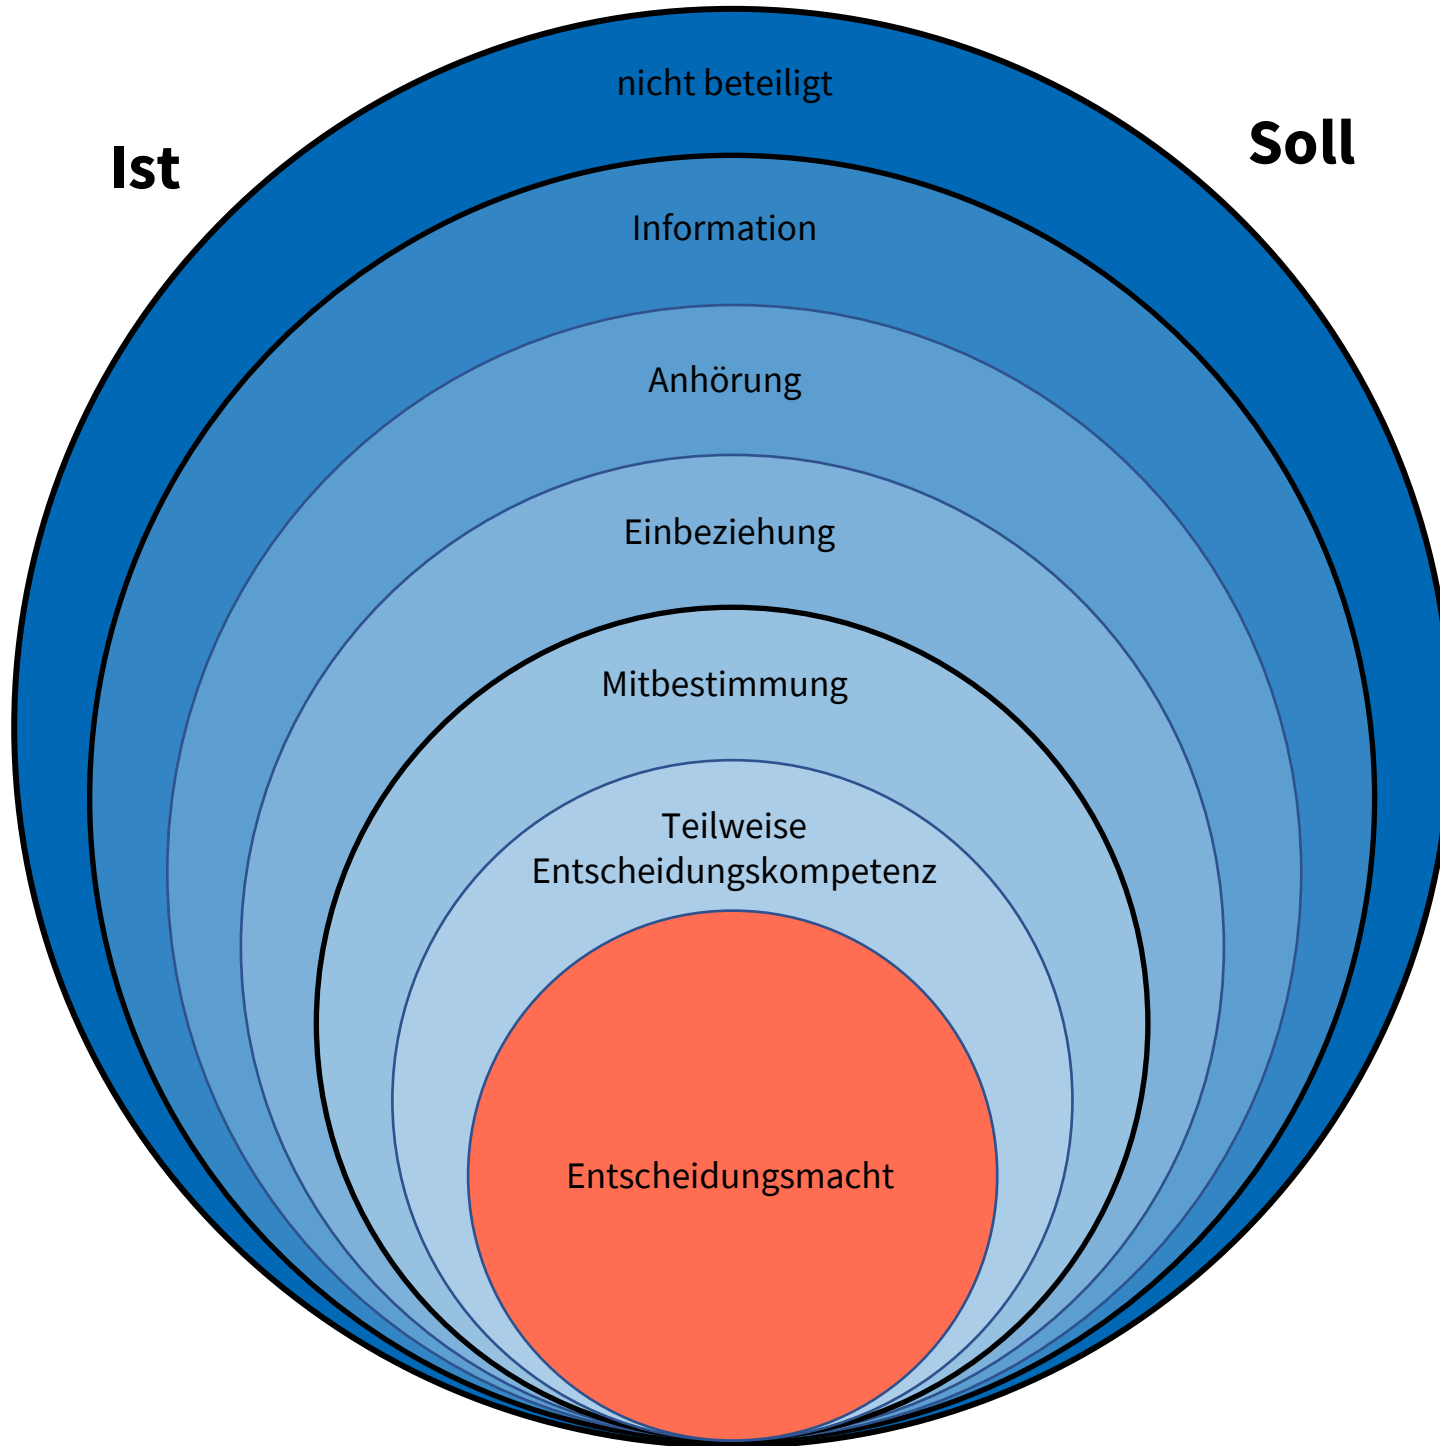 nicht beteiligt
Ist
Soll
Information
Anhörung
Einbeziehung
Mitbestimmung
Teilweise
Entscheidungskompetenz
Entscheidungsmacht